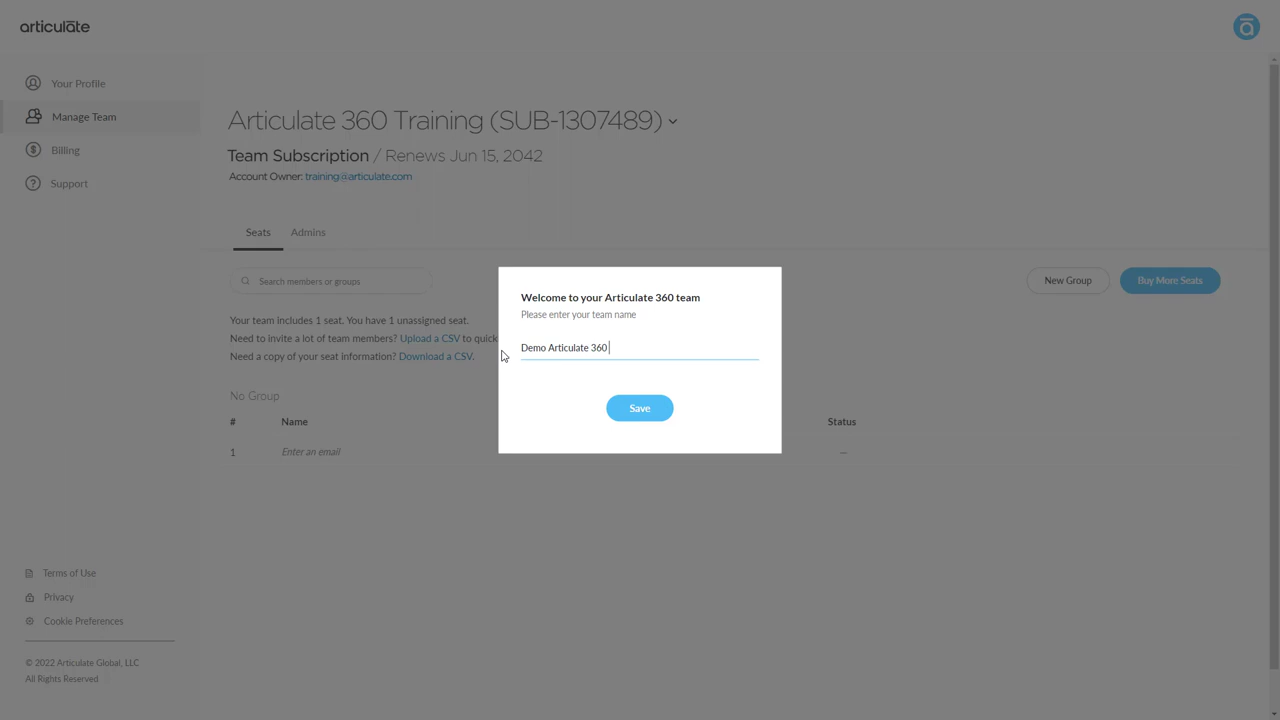 articulate
Your Profile
Manage Team
Billing
Support
Articulate 360 Training (SUB-1307489)
Team Subscription / Renews Jun 15, 2042
Account Owner: training@articulate.com
Seats
Admins
Search members or groups
New Group
Buy More Seats
Your team includes 1 seat. You have 1 unassigned seat.
Need to invite a lot of team members? Upload a CSV to quick
Need a copy of your seat information? Download a CSV.
Welcome to your Articulate 360 team
Please enter your team name
Demo Articulate 360
Save
No Group
# Name Status
1 Enter an email —
Terms of Use
Privacy
Cookie Preferences
© 2022 Articulate Global, LLC
All Rights Reserved